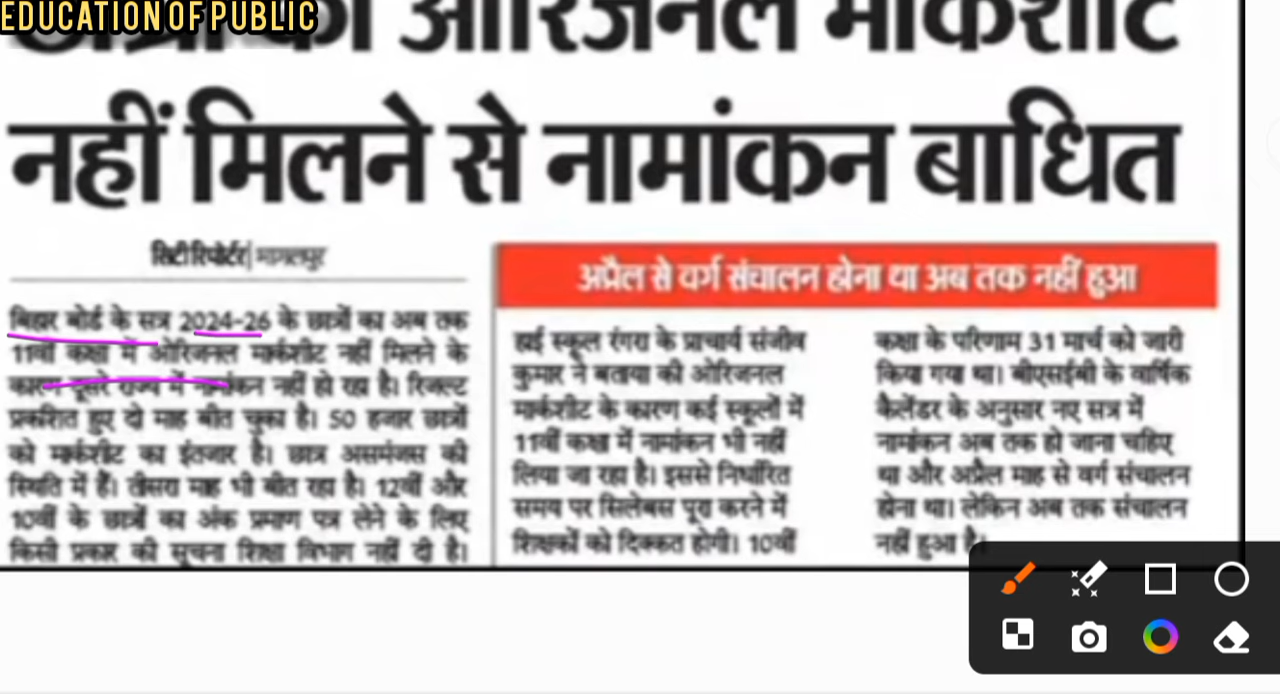 EDUCATION OF PUBLIC
छात्रों को ओरिजनल मार्कशीट
नहीं मिलने से नामांकन बाधित
सिटी रिपोर्टर|भागलपुर
बिहार बोर्ड के सत्र 2024-26 के छात्रों का अब तक
11वीं कक्षा में ओरिजनल मार्कशीट नहीं मिलने के
कारण दूसरे राज्य में नामांकन नहीं हो रहा है। रिजल्ट
प्रकशित हुए दो माह बीत चुका है। 50 हजार छात्रों
को मार्कशीट का इंतजार है। छात्र असमंजस की
स्थिति में हैं। तीसरा माह भी बीत रहा है। 12वीं और
10वीं के छात्रों का अंक प्रमाण पत्र लेने के लिए
किसी प्रकार की सूचना शिक्षा विभाग नहीं दी है।
अप्रैल से वर्ग संचालन होना था अब तक नहीं हुआ
हाई स्कूल रंगरा के प्राचार्य संजीव
कुमार ने बताया की ओरिजनल
मार्कशीट के कारण कई स्कूलों में
11वीं कक्षा में नामांकन भी नहीं
लिया जा रहा है। इससे निर्धारित
समय पर सिलेबस पूरा करने में
शिक्षकों को दिक्कत होगी। 10वीं
कक्षा के परिणाम 31 मार्च को जारी
किया गया था। बीएसईबी के वार्षिक
कैलेंडर के अनुसार नए सत्र में
नामांकन अब तक हो जाना चहिए
था और अप्रैल माह से वर्ग संचालन
होना था। लेकिन अब तक संचालन
नहीं हुआ है।